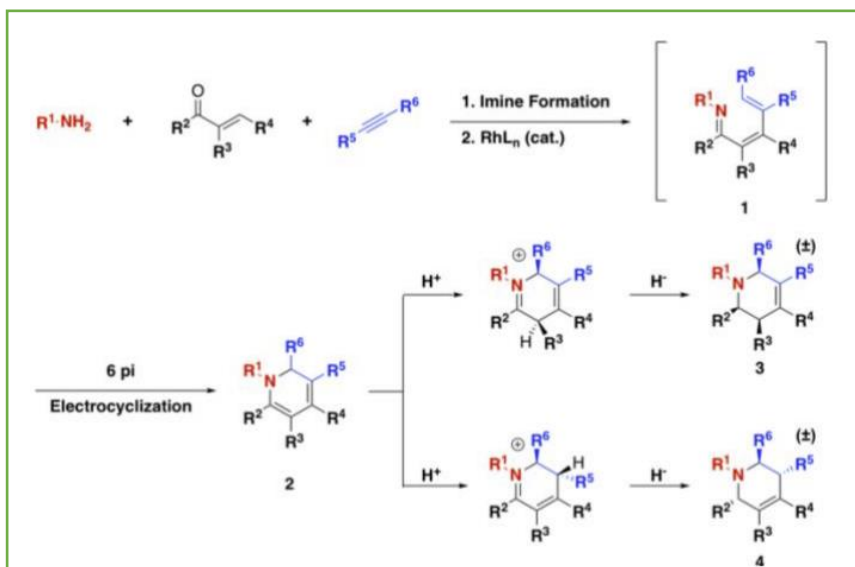 R¹·NH₂ + R² O R³ R⁴ + R⁵ R⁶
1. Imine Formation
2. RhLₙ (cat.)
R¹ N R² R³ R⁴ R⁵ R⁶
1
6 pi
Electrocyclization
R¹ N R² R³ R⁴ R⁵ R⁶
2
H⁺
⊕ R¹ N R² H R³ R⁴ R⁵ R⁶
H⁻
R¹ N R² R³ R⁴ R⁵ R⁶ (±)
3
H⁺
⊕ R¹ N R² R³ R⁴ H R⁵ R⁶
H⁻
R¹ N R² R³ R⁴ R⁵ R⁶ (±)
4